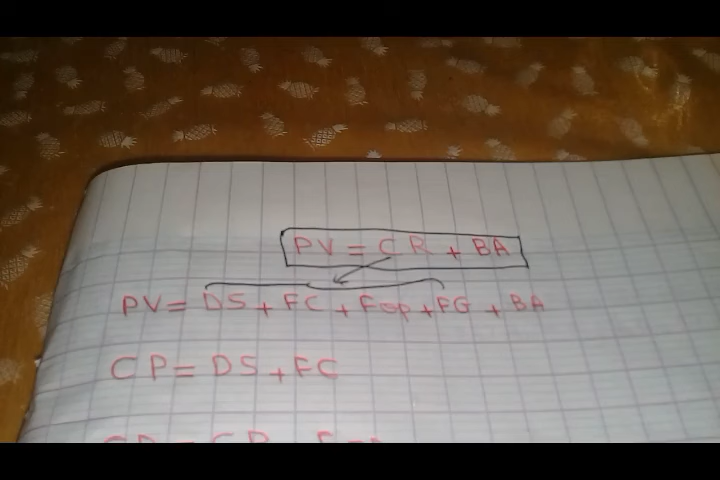 PV = CR + BA
PV = DS + FC + Fop + FG + BA
CP = DS + FC